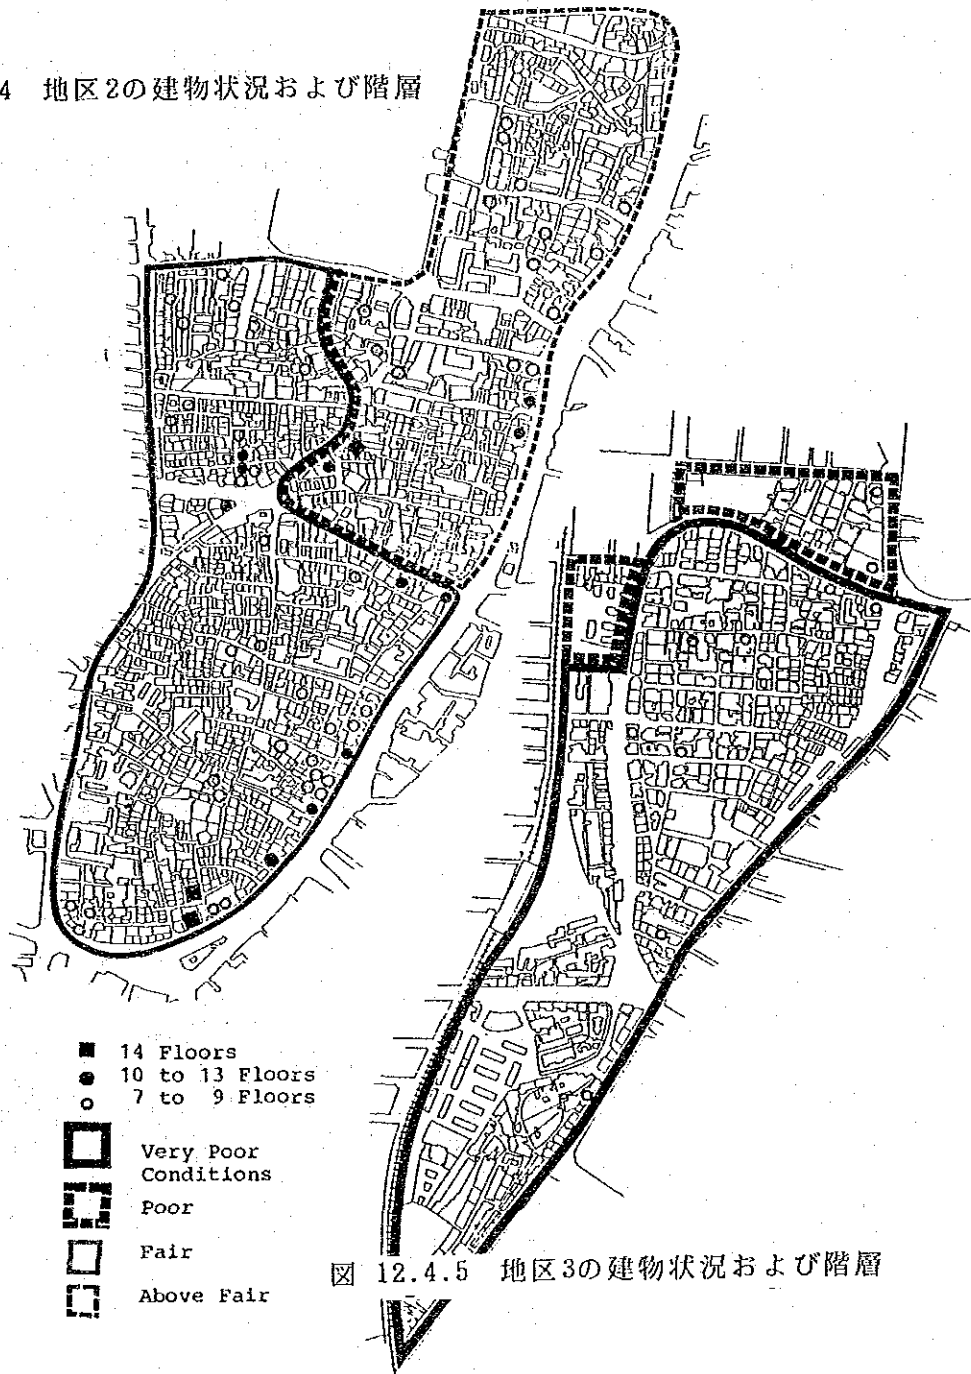 4 地区2の建物状況および階層
14 Floors
10 to 13 Floors
7 to 9 Floors
Very Poor
Conditions
Poor
Fair
Above Fair
図 12.4.5 地区3の建物状況および階層